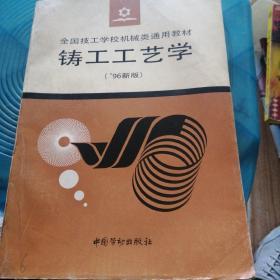 全国技工学校机械类通用教材
铸工工艺学
（'96新版）
中国劳动出版社